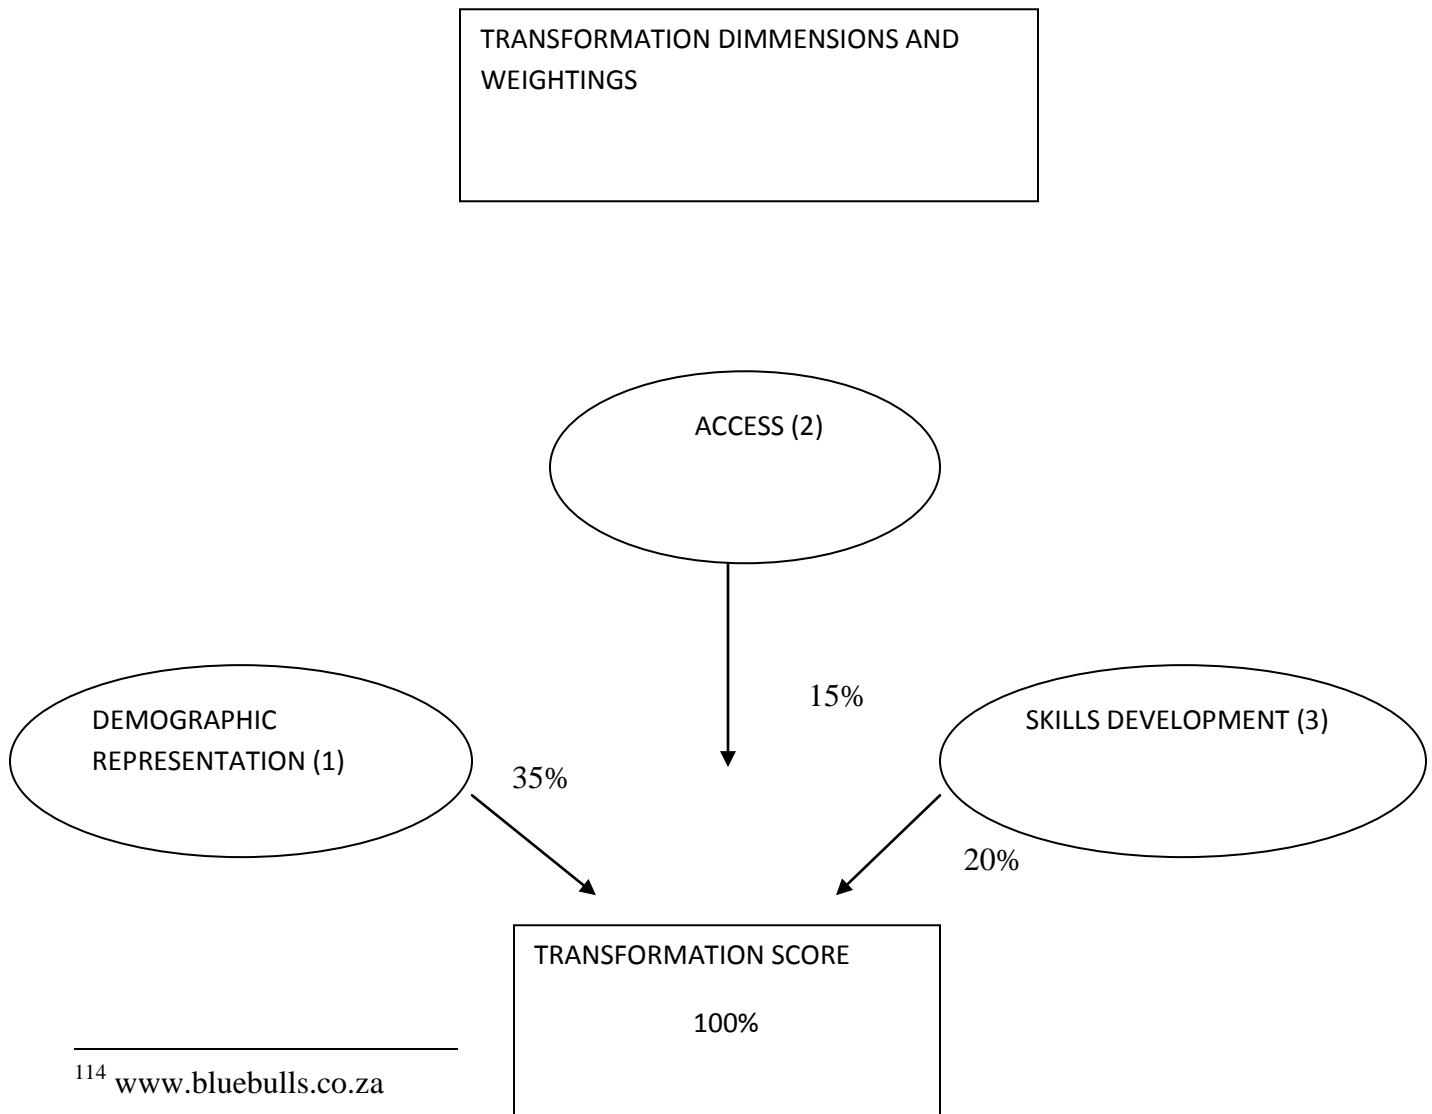 TRANSFORMATION DIMMENSIONS AND
WEIGHTINGS
ACCESS (2)
15%
DEMOGRAPHIC
REPRESENTATION (1)
35%
SKILLS DEVELOPMENT (3)
20%
TRANSFORMATION SCORE
100%
114 www.bluebulls.co.za